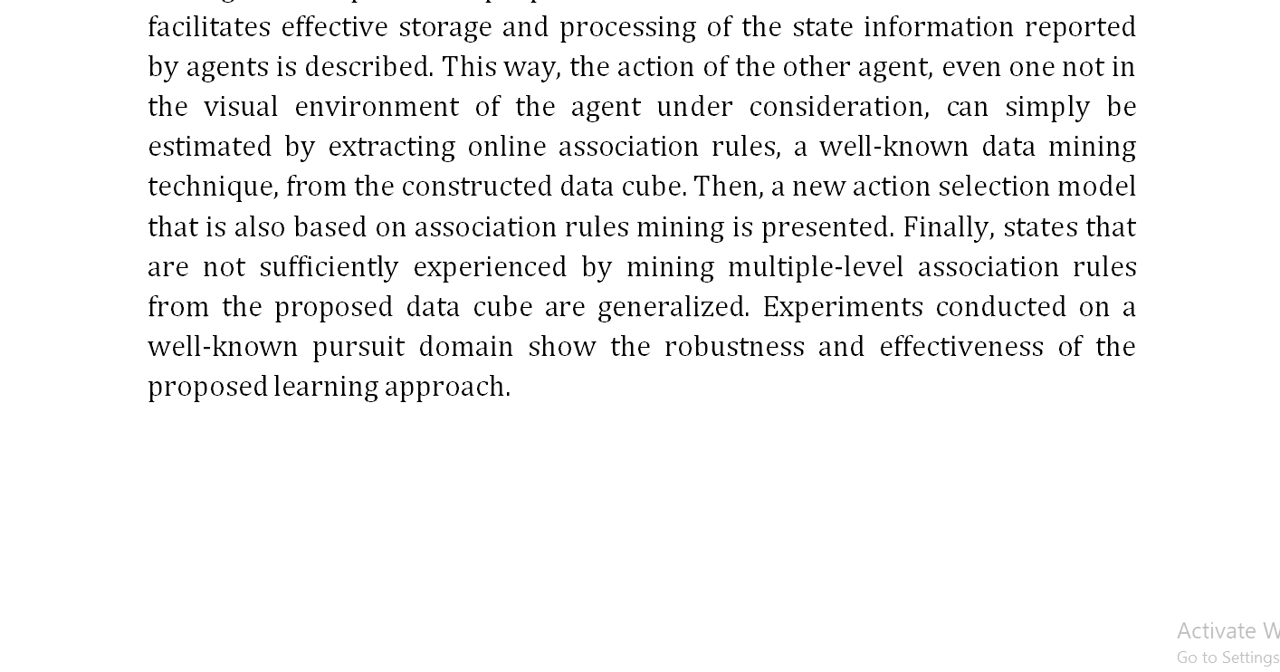 facilitates effective storage and processing of the state information reported
by agents is described. This way, the action of the other agent, even one not in
the visual environment of the agent under consideration, can simply be
estimated by extracting online association rules, a well-known data mining
technique, from the constructed data cube. Then, a new action selection model
that is also based on association rules mining is presented. Finally, states that
are not sufficiently experienced by mining multiple-level association rules
from the proposed data cube are generalized. Experiments conducted on a
well-known pursuit domain show the robustness and effectiveness of the
proposed learning approach.
Activate W
Go to Settings